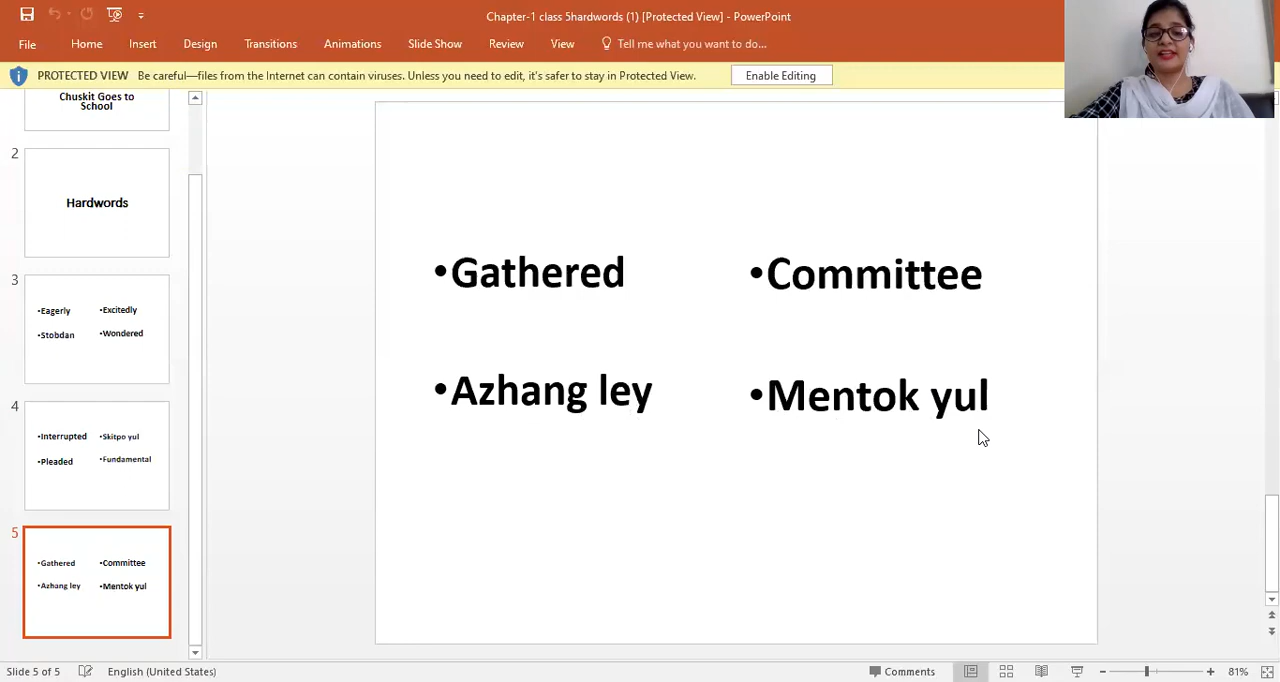 Chapter-1 class 5hardwords (1) [Protected View] - PowerPoint
File Home Insert Design Transitions Animations Slide Show Review View Tell me what you want to do...
PROTECTED VIEW Be careful—files from the Internet can contain viruses. Unless you need to edit, it's safer to stay in Protected View. Enable Editing
Chuskit Goes to
School
2
Hardwords
3
•Eagerly •Excitedly
•Stobdan •Wondered
4
•Interrupted •Skitpo yul
•Pleaded •Fundamental
5
•Gathered •Committee
•Azhang ley •Mentok yul
•Gathered •Committee
•Azhang ley •Mentok yul
Slide 5 of 5 English (United States) Comments 81%